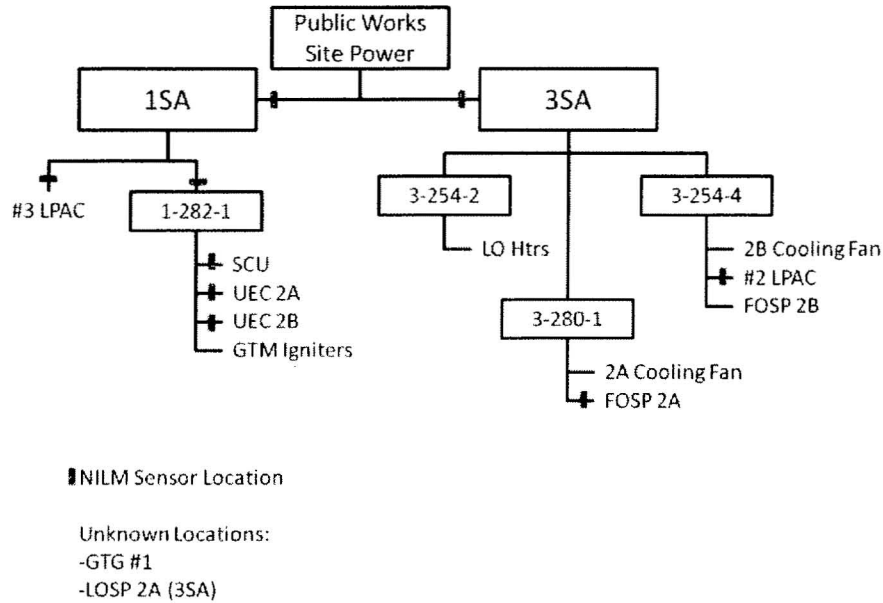 Public Works
Site Power
1SA
3SA
#3 LPAC
1-282-1
3-254-2
3-254-4
SCU
UEC 2A
UEC 2B
GTM Igniters
LO Htrs
2B Cooling Fan
#2 LPAC
FOSP 2B
3-280-1
2A Cooling Fan
FOSP 2A
NILM Sensor Location
Unknown Locations:
-GTG #1
-LOSP 2A (3SA)